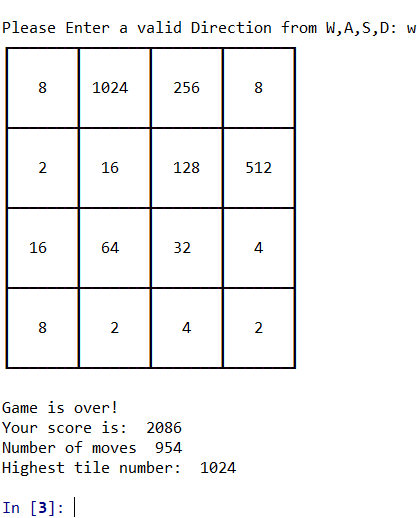 Please Enter a valid Direction from W,A,S,D: w
8 1024 256 8
2 16 128 512
16 64 32 4
8 2 4 2
Game is over!
Your score is:  2086
Number of moves  954
Highest tile number:  1024
In [3]: